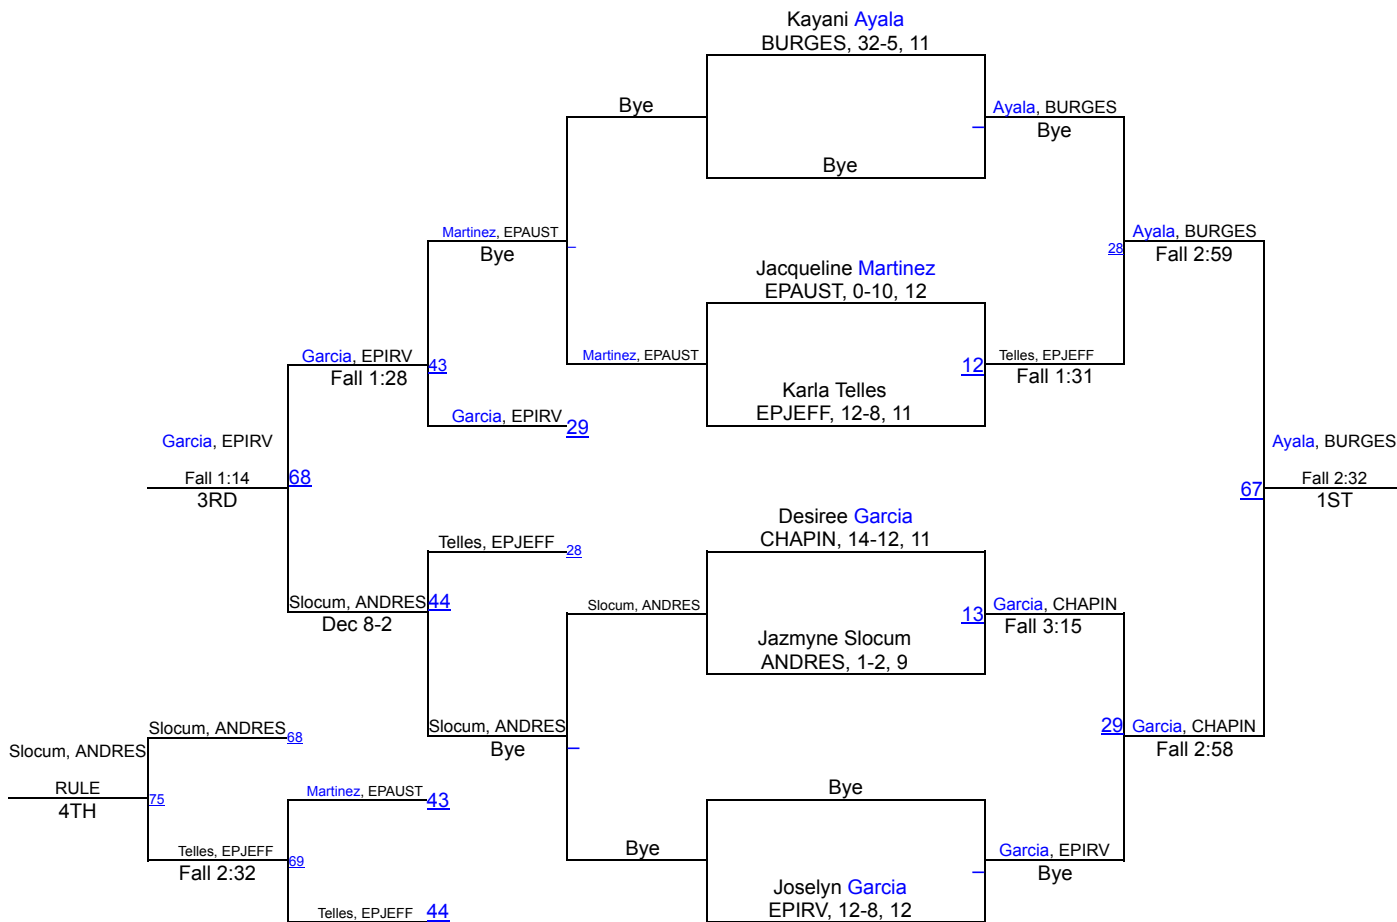 Kayani Ayala
BURGES, 32-5, 11
Bye
Ayala, BURGES
Bye
Bye
Martinez, EPAUST
Bye
Ayala, BURGES
28
Fall 2:59
Jacqueline Martinez
EPAUST, 0-10, 12
Garcia, EPIRV
43
Fall 1:28
Martinez, EPAUST
12
Telles, EPJEFF
Fall 1:31
Karla Telles
EPJEFF, 12-8, 11
Garcia, EPIRV
29
Garcia, EPIRV
Fall 1:14
68
3RD
Ayala, BURGES
Fall 2:32
67
1ST
Desiree Garcia
CHAPIN, 14-12, 11
Telles, EPJEFF
28
Slocum, ANDRES
44
Dec 8-2
Slocum, ANDRES
13
Garcia, CHAPIN
Fall 3:15
Jazmyne Slocum
ANDRES, 1-2, 9
Slocum, ANDRES
Bye
29
Garcia, CHAPIN
Fall 2:58
Slocum, ANDRES
68
Slocum, ANDRES
RULE
75
4TH
Martinez, EPAUST
43
Bye
Telles, EPJEFF
69
Fall 2:32
Bye
Garcia, EPIRV
Bye
Joselyn Garcia
EPIRV, 12-8, 12
Telles, EPJEFF
44